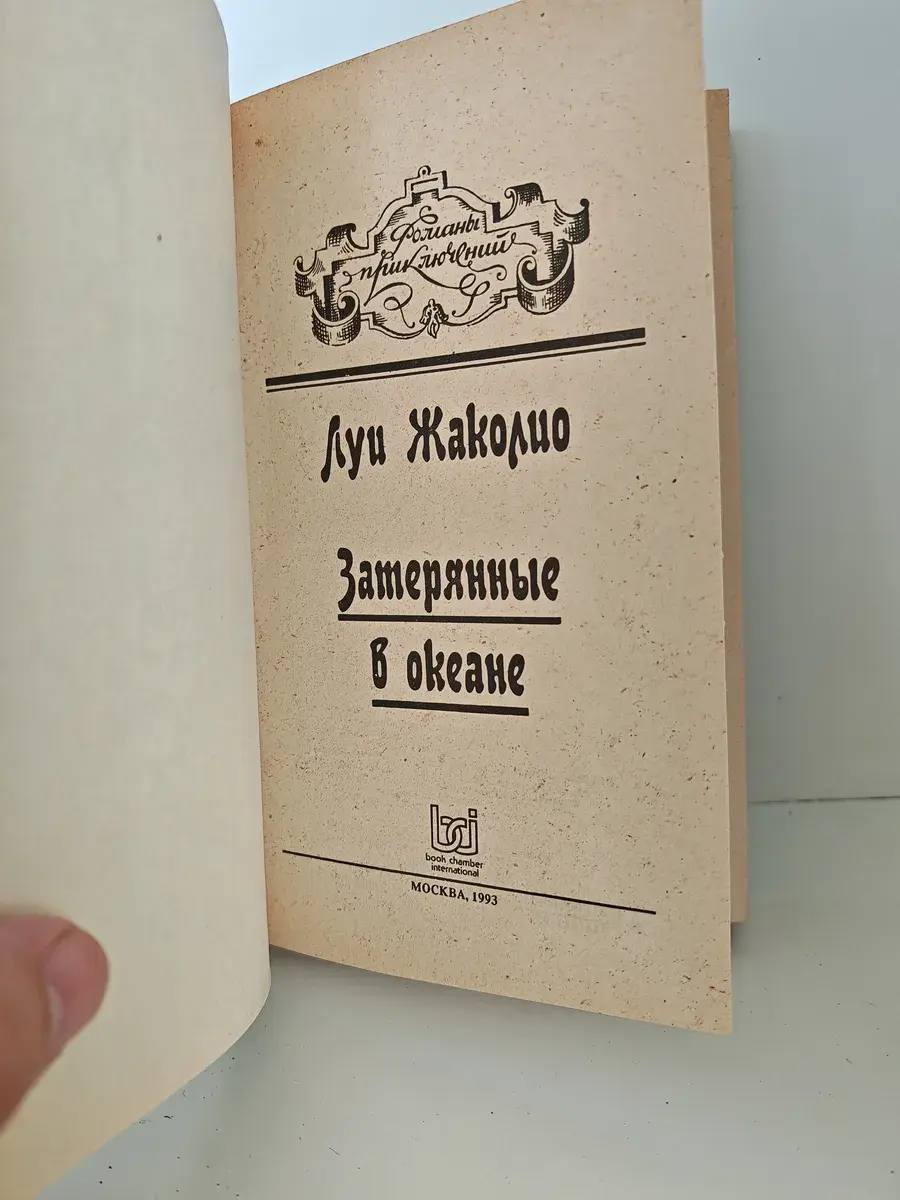 Романы
приключений
Луи Жаколио
Затерянные
в океане
bci
book chamber
international
МОСКВА, 1993